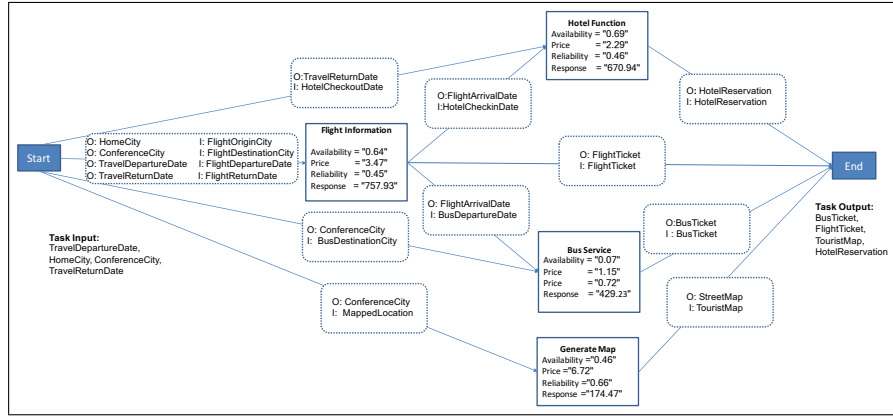 Hotel Function
Availability = "0.69"
Price = "2.29"
Reliability = "0.46"
Response = "670.94"
O:TravelReturnDate
I: HotelCheckoutDate
O:FlightArrivalDate
I:HotelCheckinDate
O: HotelReservation
I: HotelReservation
Start
O: HomeCity I: FlightOriginCity
O: ConferenceCity I: FlightDestinationCity
O: TravelDepartureDate I: FlightDepartureDate
O: TravelReturnDate I: FlightReturnDate
Flight Information
Availability = "0.64"
Price = "3.47"
Reliability = "0.45"
Response = "757.93"
O: FlightTicket
I: FlightTicket
End
O: FlightArrivalDate
I: BusDepartureDate
Task Input:
TravelDepartureDate,
HomeCity, ConferenceCity,
TravelReturnDate
O: ConferenceCity
I: BusDestinationCity
Bus Service
Availability = "0.07"
Price = "1.15"
Price = "0.72"
Response = "429.23"
O:BusTicket
I : BusTicket
Task Output:
BusTicket,
FlightTicket,
TouristMap,
HotelReservation
O: ConferenceCity
I: MappedLocation
O: StreetMap
I: TouristMap
Generate Map
Availability ="0.46"
Price ="6.72"
Reliability ="0.66"
Response ="174.47"